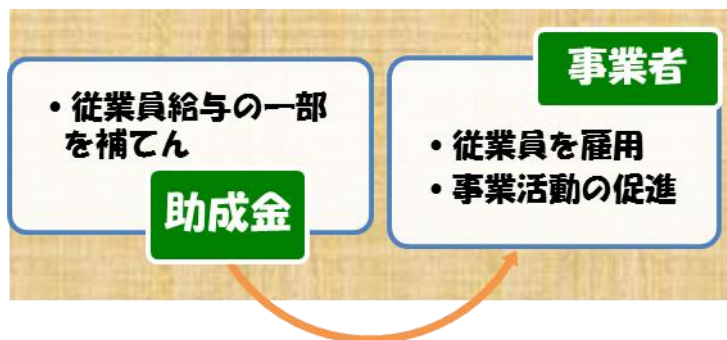 ・従業員給与の一部
を補てん
助成金
事業者
・従業員を雇用
・事業活動の促進